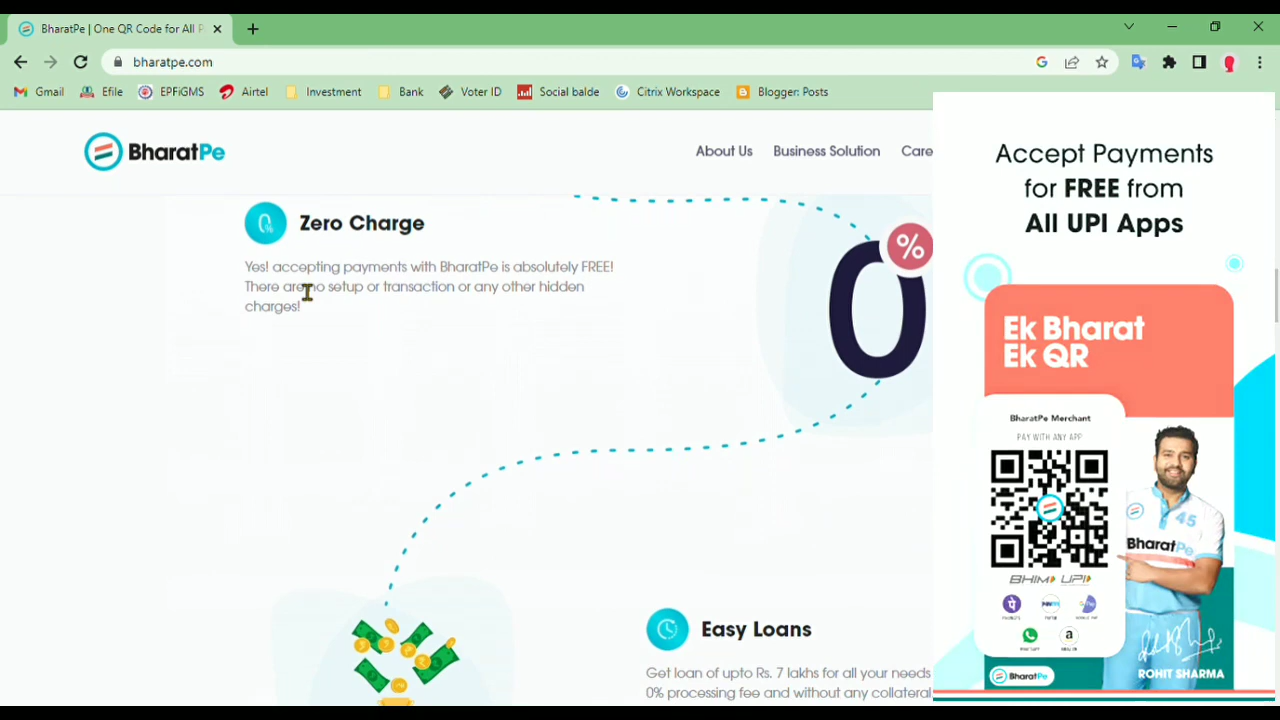 BharatPe | One QR Code for All P
bharatpe.com
Gmail
Efile
EPFiGMS
Airtel
Investment
Bank
Voter ID
Social balde
Citrix Workspace
Blogger: Posts
BharatPe
About Us
Business Solution
Care
Zero Charge
Yes! accepting payments with BharatPe is absolutely FREE!
There are no setup or transaction or any other hidden
charges!
0
%
Easy Loans
Get loan of upto Rs. 7 lakhs for all your needs
0% processing fee and without any collateral
Accept Payments
for FREE from
All UPI Apps
Ek Bharat
Ek QR
BharatPe Merchant
PAY WITH ANY APP
BHIM UPI
45
BharatPe
BharatPe
ROHIT SHARMA